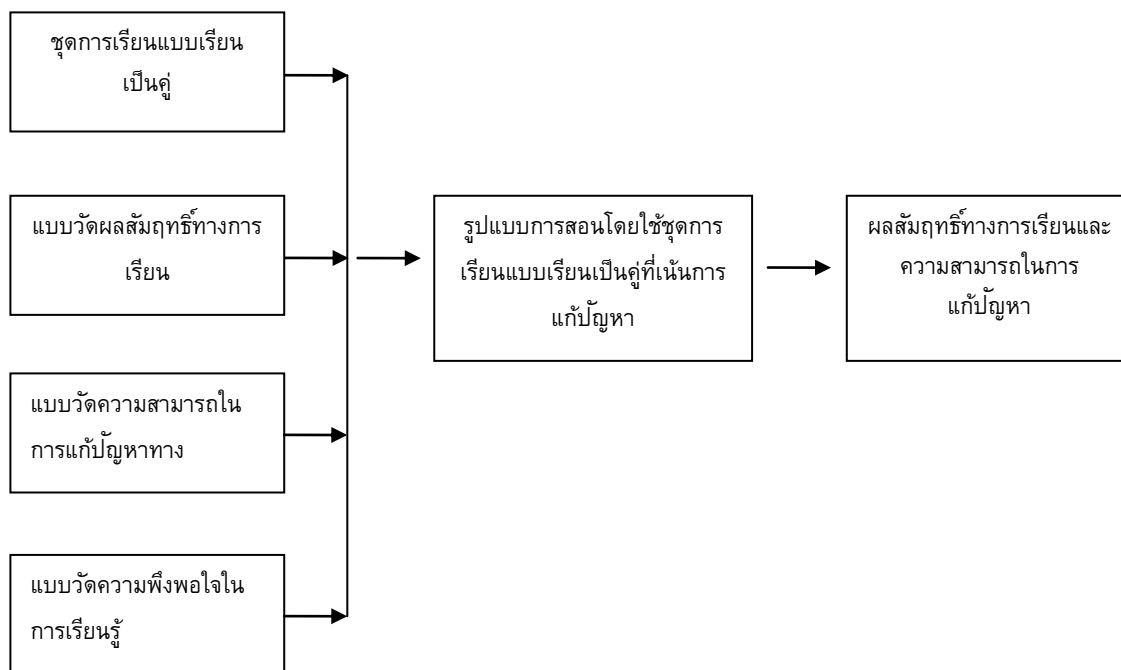 ชุดการเรียนแบบเรียน
เป็นคู่
แบบวัดผลสัมฤทธิ์ทางการ
เรียน
รูปแบบการสอนโดยใช้ชุดการ
เรียนแบบเรียนเป็นคู่ที่เน้นการ
แก้ปัญหา
ผลสัมฤทธิ์ทางการเรียนและ
ความสามารถในการ
แก้ปัญหา
แบบวัดความสามารถใน
การแก้ปัญหาทาง
แบบวัดความพึงพอใจใน
การเรียนรู้